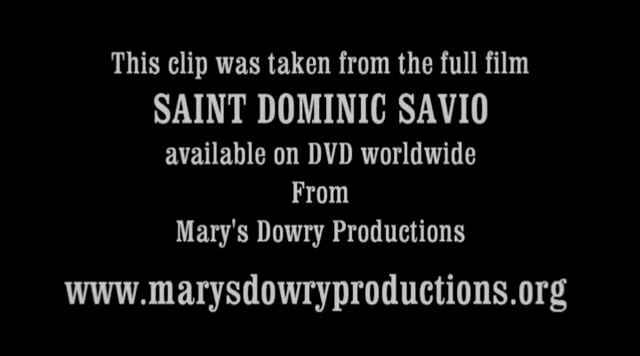 This clip was taken from the full film
SAINT DOMINIC SAVIO
available on DVD worldwide
From
Mary's Dowry Productions
www.marysdowryproductions.org